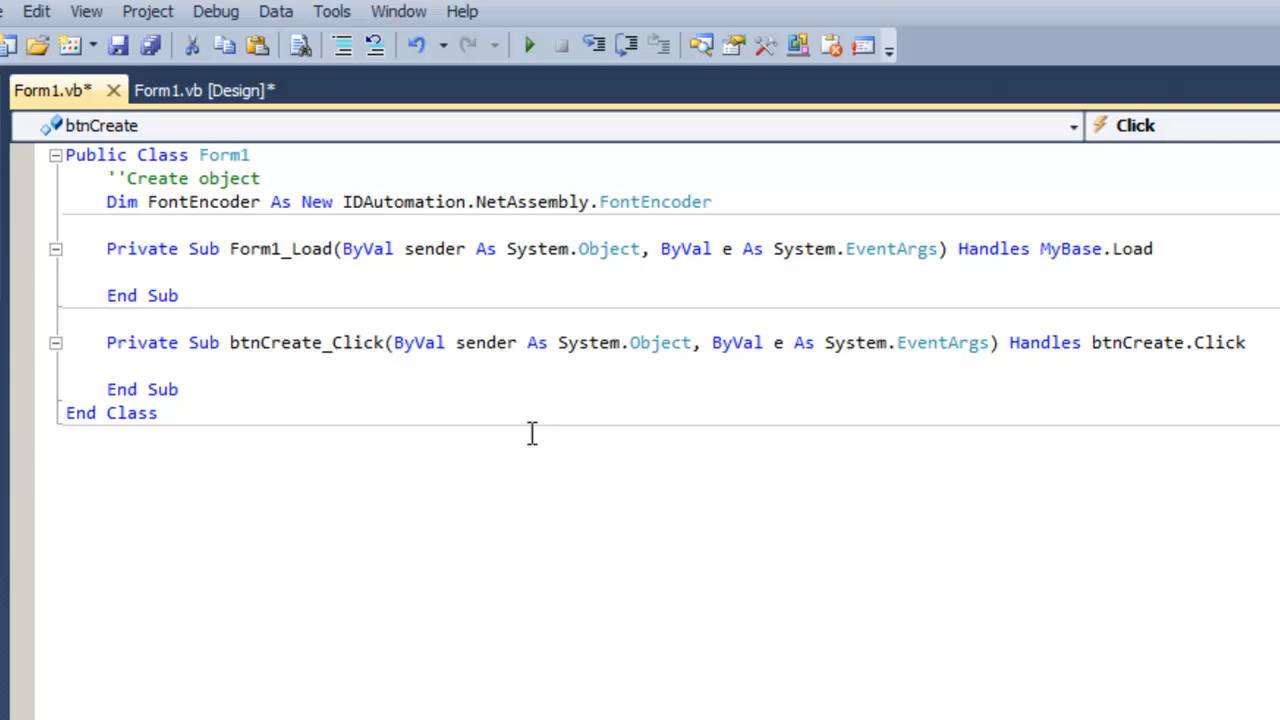 Edit View Project Debug Data Tools Window Help
Form1.vb* Form1.vb [Design]*
btnCreate Click
Public Class Form1
''Create object
Dim FontEncoder As New IDAutomation.NetAssembly.FontEncoder
Private Sub Form1_Load(ByVal sender As System.Object, ByVal e As System.EventArgs) Handles MyBase.Load
End Sub
Private Sub btnCreate_Click(ByVal sender As System.Object, ByVal e As System.EventArgs) Handles btnCreate.Click
End Sub
End Class